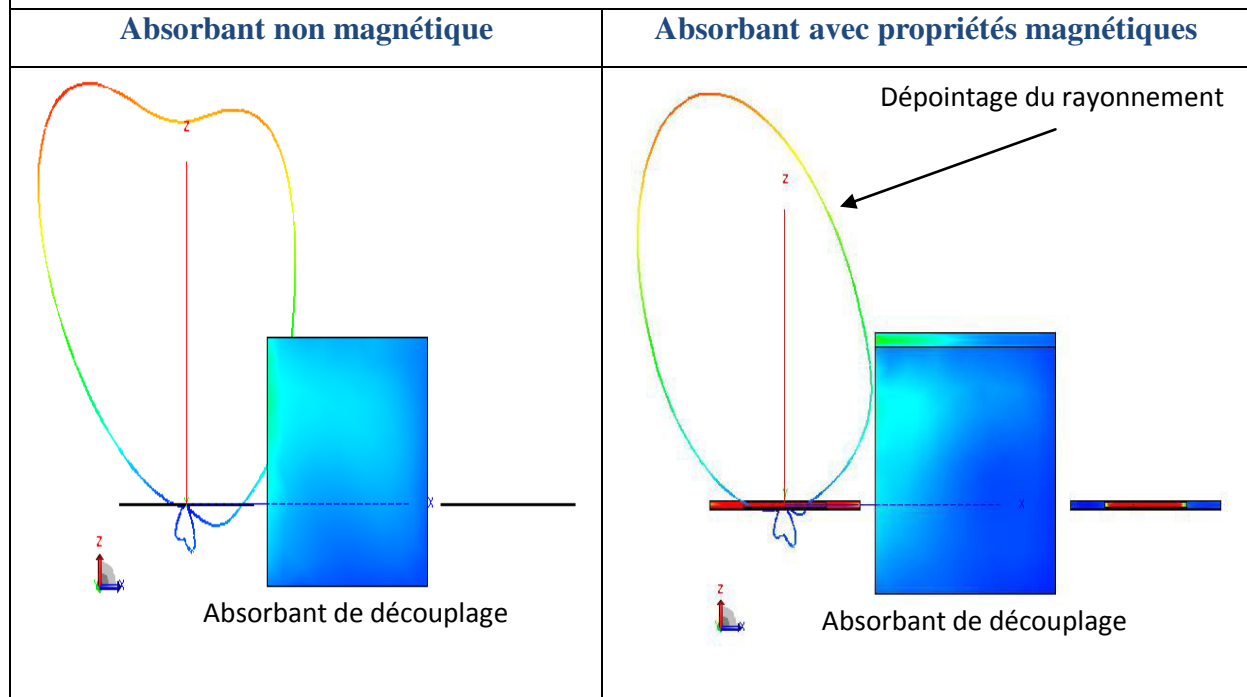 Absorbant non magnétique
Absorbant avec propriétés magnétiques
Z
X
Z
X
Absorbant de découplage
Dépointage du rayonnement
Z
X
Z
Absorbant de découplage